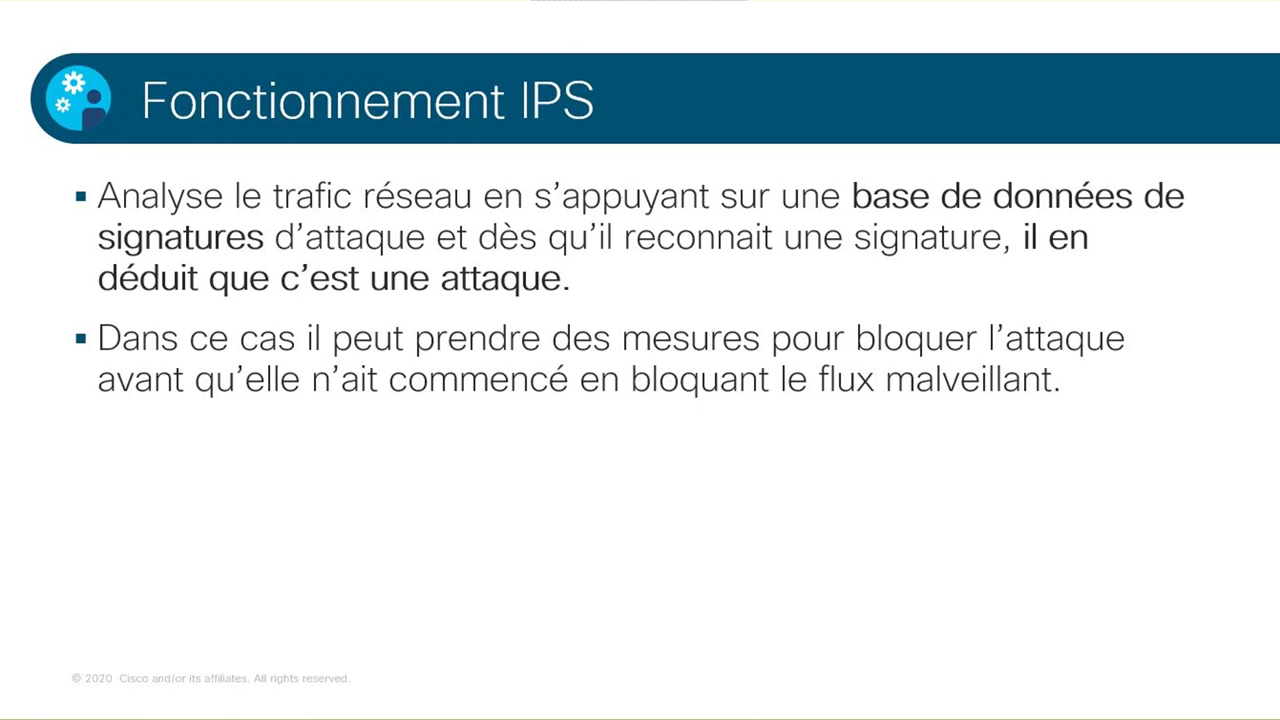 Fonctionnement IPS
▪ Analyse le trafic réseau en s’appuyant sur une base de données de
signatures d’attaque et dès qu’il reconnait une signature, il en
déduit que c’est une attaque.
▪ Dans ce cas il peut prendre des mesures pour bloquer l’attaque
avant qu’elle n’ait commencé en bloquant le flux malveillant.
© 2020 Cisco and/or its affiliates. All rights reserved.